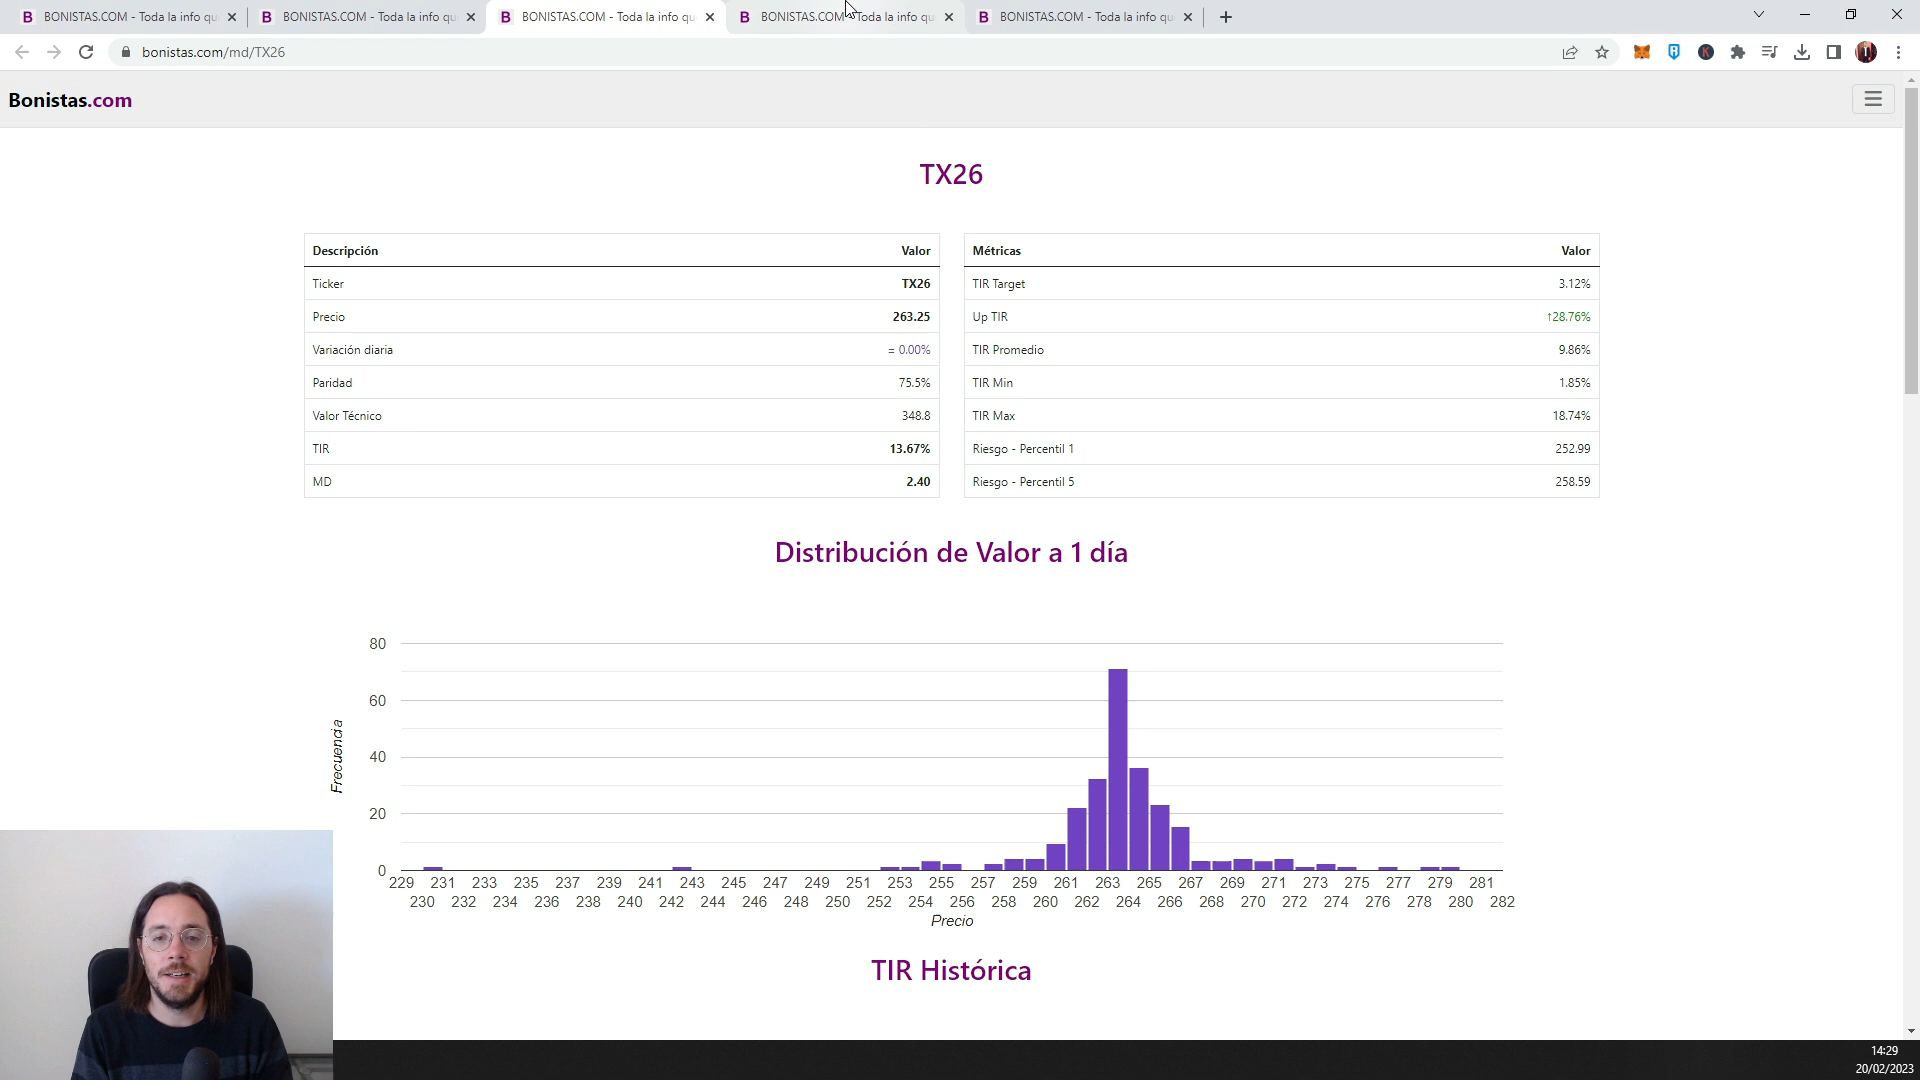 BONISTAS.COM - Toda la info qu
BONISTAS.COM - Toda la info qu
BONISTAS.COM - Toda la info qu
BONISTAS.COM - Toda la info qu
BONISTAS.COM - Toda la info qu
bonistas.com/md/TX26
Bonistas.com
TX26
Descripción Valor
Ticker TX26
Precio 263.25
Variación diaria = 0.00%
Paridad 75.5%
Valor Técnico 348.8
TIR 13.67%
MD 2.40
Métricas Valor
TIR Target 3.12%
Up TIR ↑28.76%
TIR Promedio 9.86%
TIR Min 1.85%
TIR Max 18.74%
Riesgo - Percentil 1 252.99
Riesgo - Percentil 5 258.59
Distribución de Valor a 1 día
80
60
40
20
0
Frecuencia
229 231 233 235 237 239 241 243 245 247 249 251 253 255 257 259 261 263 265 267 269 271 273 275 277 279 281
230 232 234 236 238 240 242 244 246 248 250 252 254 256 258 260 262 264 266 268 270 272 274 276 278 280 282
Precio
TIR Histórica
14:29
20/02/2023